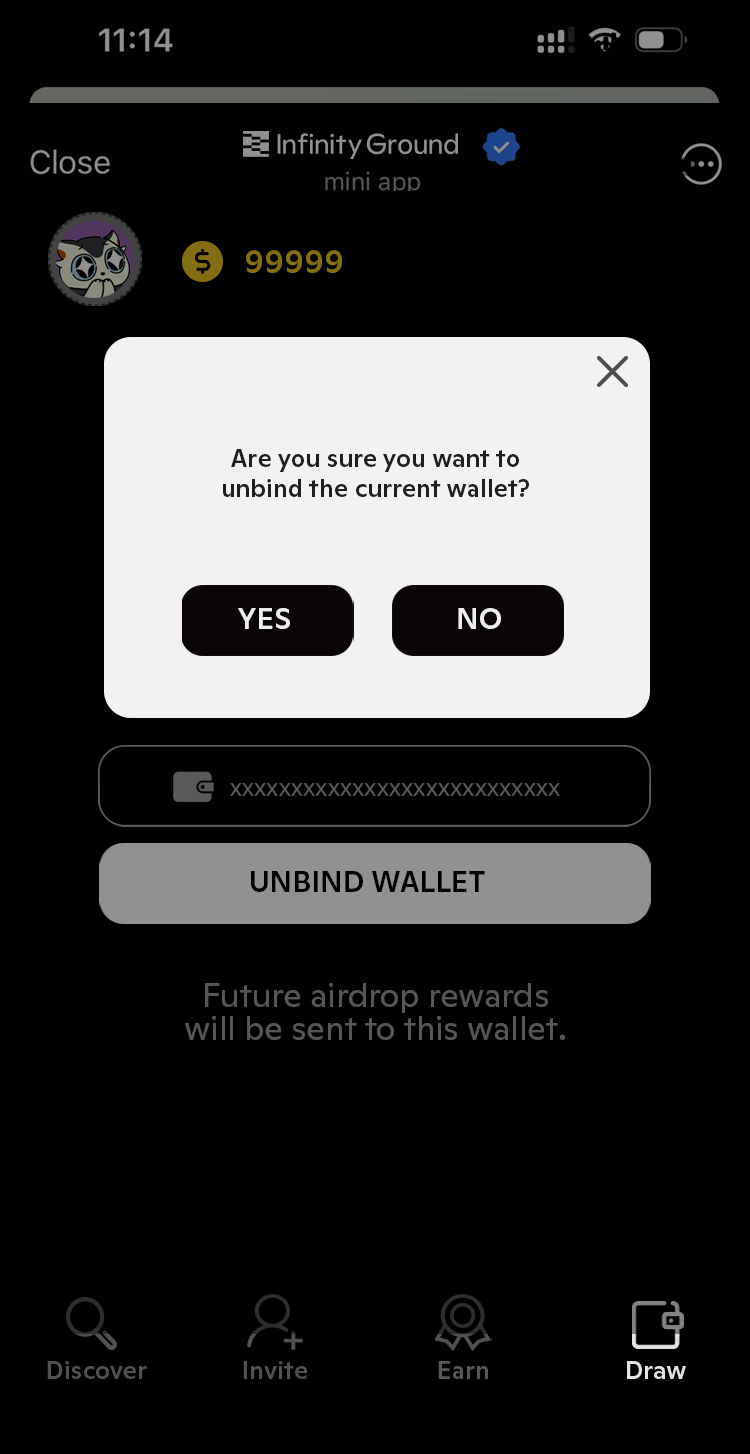 11:14
Close
Infinity Ground
mini app
99999
Are you sure you want to
unbind the current wallet?
YES
NO
xxxxxxxxxxxxxxxxxxxxxxxxxxx
UNBIND WALLET
Future airdrop rewards
will be sent to this wallet.
Discover
Invite
Earn
Draw